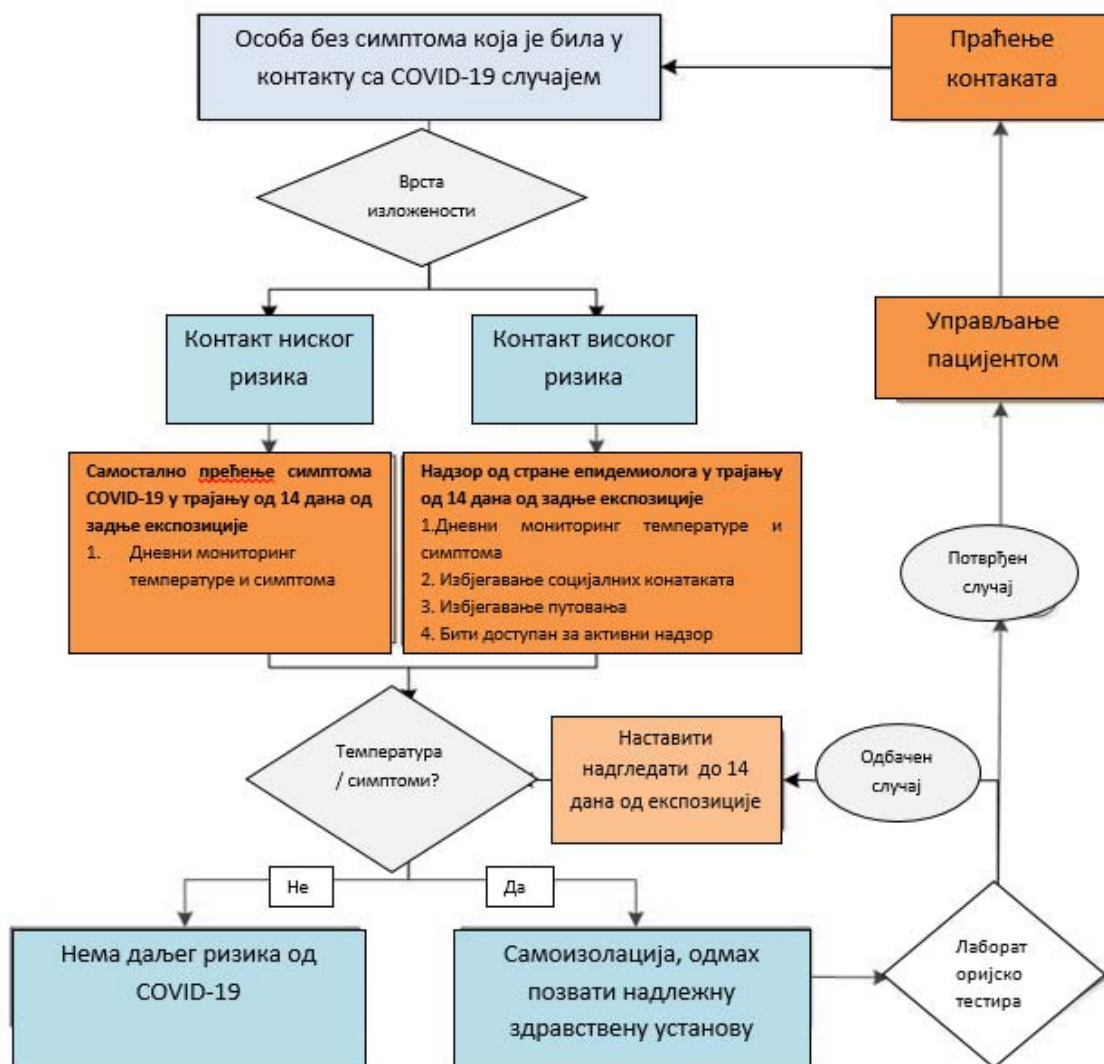 Особа без симптома која је била у
контакту са COVID-19 случајем
Праћење
контаката
Врста
изложености
Контакт ниског
ризика
Контакт високог
ризика
Управљање
пацијентом
Самостално прећење симптома
COVID-19 у трајању од 14 дана од
задње експозиције
1. Дневни мониторинг
температуре и симптома
Надзор од стране епидемиолога у трајању
од 14 дана од задње експозиције
1.Дневни мониторинг температуре и
симптома
2. Избјегавање социјалних конатаката
3. Избјегавање путовања
4. Бити доступан за активни надзор
Потврђен
случај
Температура
/ симптоми?
Наставити
надгледати до 14
дана од експозиције
Одбачен
случај
Не
Да
Нема даљег ризика од
COVID-19
Самоизолација, одмах
позвати надлежну
здравствену установу
Лаборат
оријско
тестира